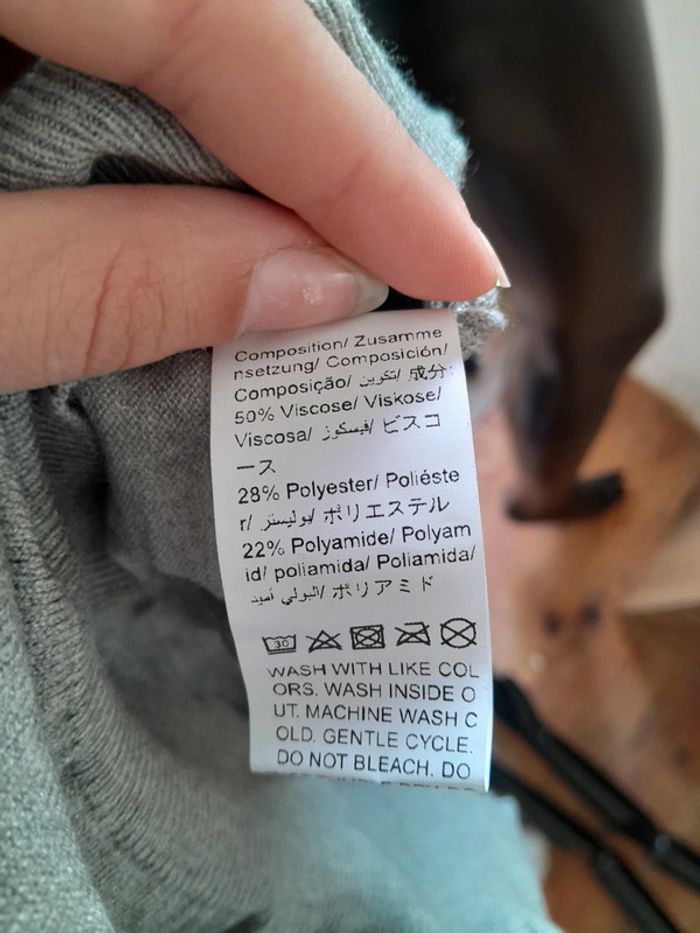 Composition/ Zusamme
nsetzung/ Composición/
Composição/ تكوين/ 成分:
50% Viscose/ Viskose/
Viscosa/ فيسكوز/ ビスコ
ース
28% Polyester/ Poliéste
r/ بوليستر/ ポリエステル
22% Polyamide/ Polyam
id/ poliamida/ Poliamida/
البولي أميد/ ポリアミド
30
WASH WITH LIKE COL
ORS. WASH INSIDE O
UT. MACHINE WASH C
OLD. GENTLE CYCLE.
DO NOT BLEACH. DO